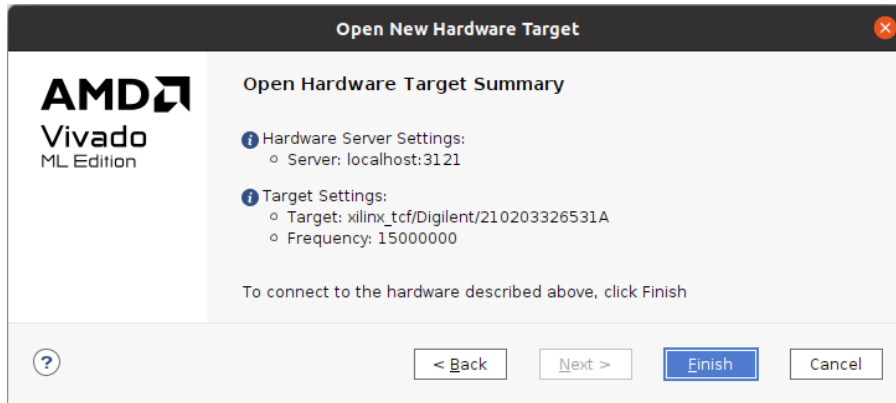 Open New Hardware Target
AMD
Vivado
ML Edition
Open Hardware Target Summary
Hardware Server Settings:
Server: localhost:3121
Target Settings:
Target: xilinx_tcf/Digilent/210203326531A
Frequency: 15000000
To connect to the hardware described above, click Finish
?
< Back
Next >
Finish
Cancel